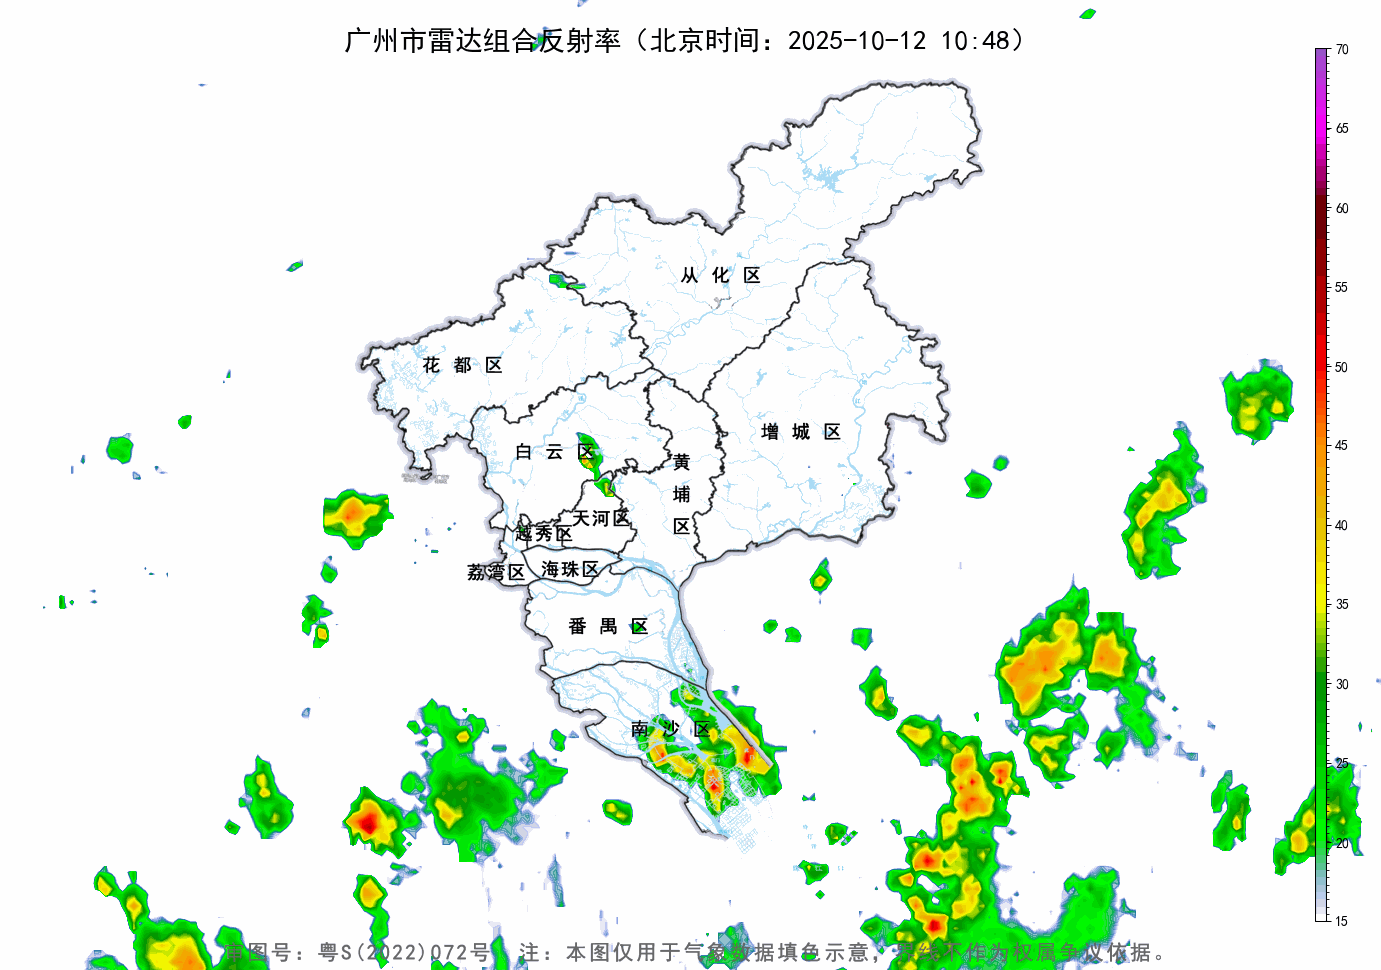 广州市雷达组合反射率（北京时间：2025-10-12 10:48）
70
65
60
55
50
45
40
35
30
25
20
15
从化区
花都区
增城区
白云区
黄埔区
天河区
越秀区
荔湾区
海珠区
番禺区
南沙区
审图号：粤S(2022)072号 注：本图仅用于气象数据填色示意，界线不作为权属争议依据。